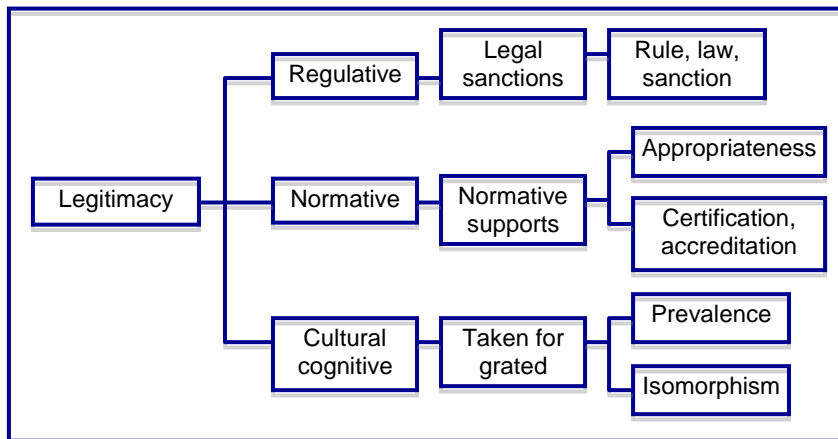 Legitimacy
Regulative
Legal
sanctions
Rule, law,
sanction
Normative
Normative
supports
Appropriateness
Certification,
accreditation
Cultural
cognitive
Taken for
grated
Prevalence
Isomorphism